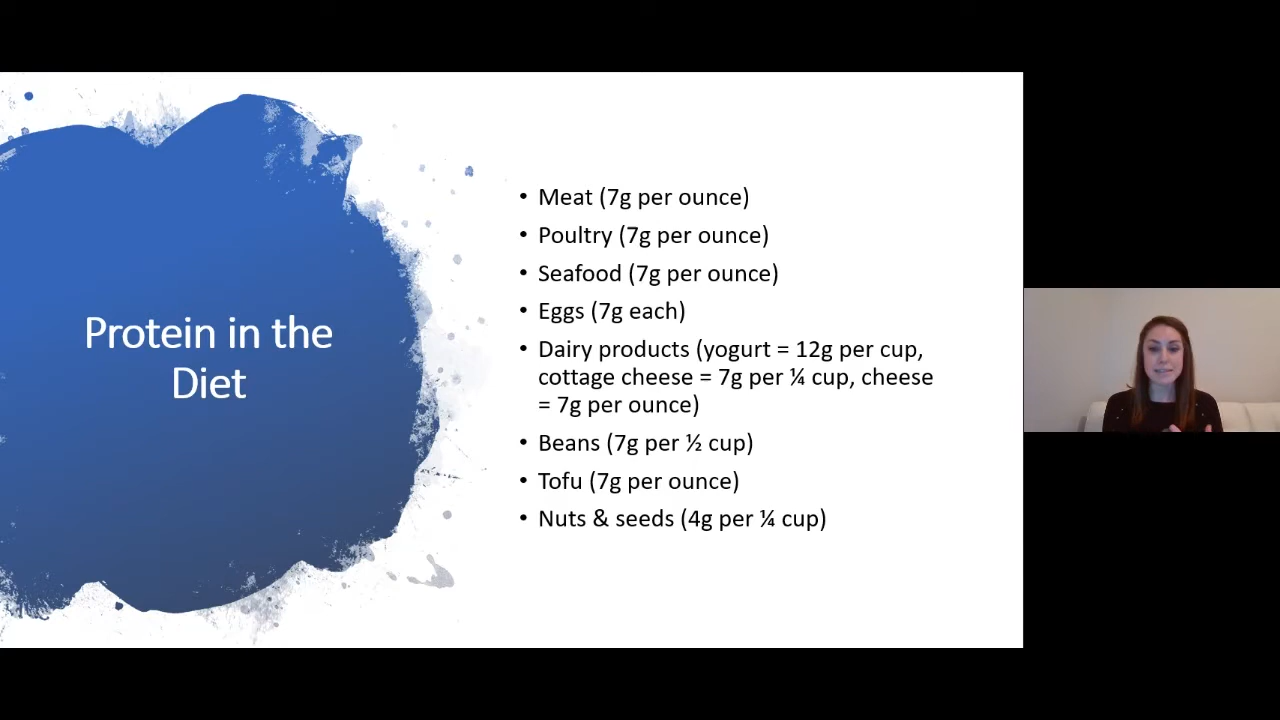 Protein in the
Diet
• Meat (7g per ounce)
• Poultry (7g per ounce)
• Seafood (7g per ounce)
• Eggs (7g each)
• Dairy products (yogurt = 12g per cup,
cottage cheese = 7g per ¼ cup, cheese
= 7g per ounce)
• Beans (7g per ½ cup)
• Tofu (7g per ounce)
• Nuts & seeds (4g per ¼ cup)